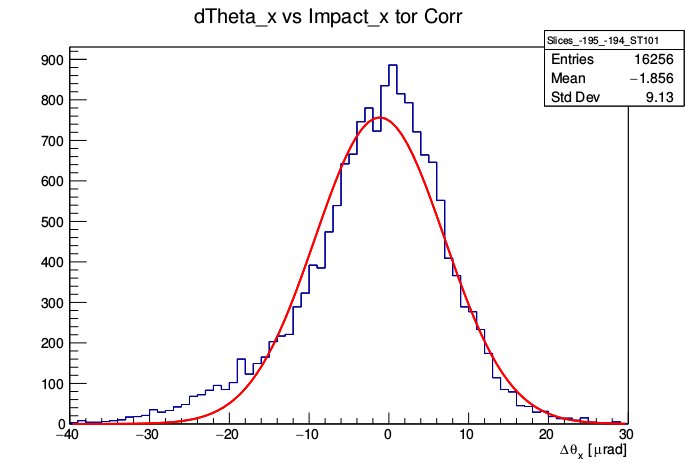 dTheta_x vs Impact_x tor Corr
Slices_-195_-194_ST101
Entries 16256
Mean −1.856
Std Dev 9.13
900
800
700
600
500
400
300
200
100
0
−40 −30 −20 −10 0 10 20 30
Δθx [μrad]